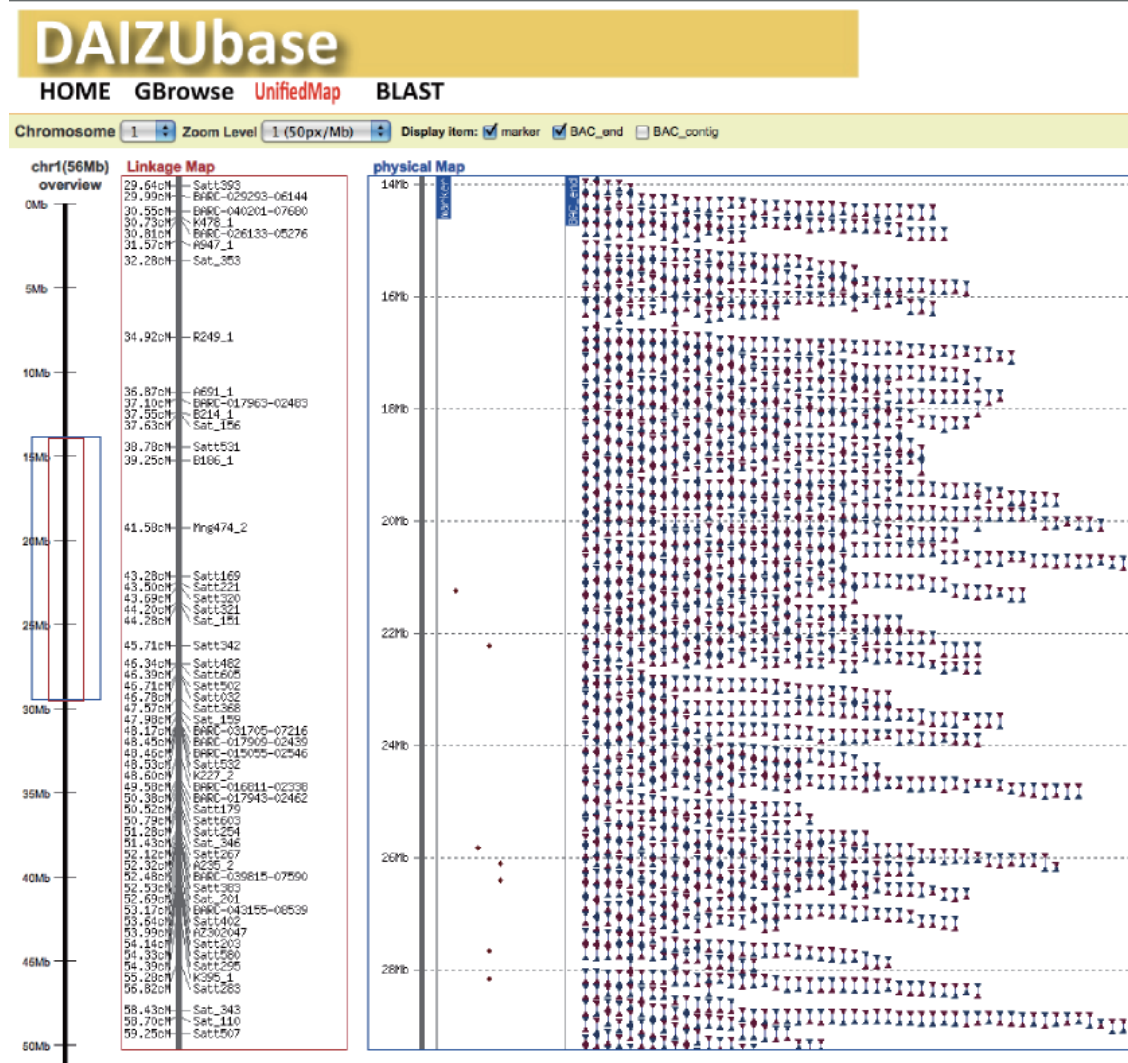 DAIZUbase
HOME GBrowse UnifiedMap BLAST
Chromosome 1 Zoom Level 1 (50px/Mb) Display item: marker BAC_end BAC_contig
chr1(56Mb)
overview
0Mb
5Mb
10Mb
15Mb
20Mb
25Mb
30Mb
35Mb
40Mb
45Mb
50Mb
Linkage Map
29.64cM Satt393
29.99cM BARC-029293-06144
30.55cM BARC-040201-07680
30.73cM K478_1
30.81cM BARC-026133-05276
31.57cM A947_1
32.28cM Sat_353
34.92cM R249_1
36.87cM A691_1
37.10cM BARC-017963-02483
37.55cM B214_1
37.63cM Sat_156
38.78cM Satt531
39.25cM B186_1
41.58cM Mng474_2
43.28cM Satt169
43.50cM Satt221
43.69cM Satt320
44.20cM Satt321
44.28cM Sat_151
45.71cM Satt342
46.34cM Satt482
46.39cM Satt605
46.71cM Satt502
46.78cM Satt032
47.57cM Satt368
47.98cM Sat_159
48.17cM BARC-031705-07216
48.45cM BARC-017909-02439
48.46cM BARC-015055-02546
48.53cM Satt532
48.60cM K227_2
49.58cM BARC-016811-02338
50.38cM BARC-017943-02462
50.52cM Satt179
50.79cM Satt603
51.28cM Satt254
51.43cM Sat_346
52.12cM Satt267
52.32cM A235_2
52.48cM BARC-039815-07590
52.53cM Satt383
52.69cM Sat_201
53.17cM BARC-043155-08539
53.64cM Satt402
53.99cM AZ302047
54.14cM Satt203
54.33cM Satt580
54.39cM Satt295
55.28cM K395_1
56.82cM Satt283
58.43cM Sat_343
58.70cM Sat_110
59.25cM Satt507
physical Map
marker
BAC_end
14Mb
16Mb
18Mb
20Mb
22Mb
24Mb
26Mb
28Mb